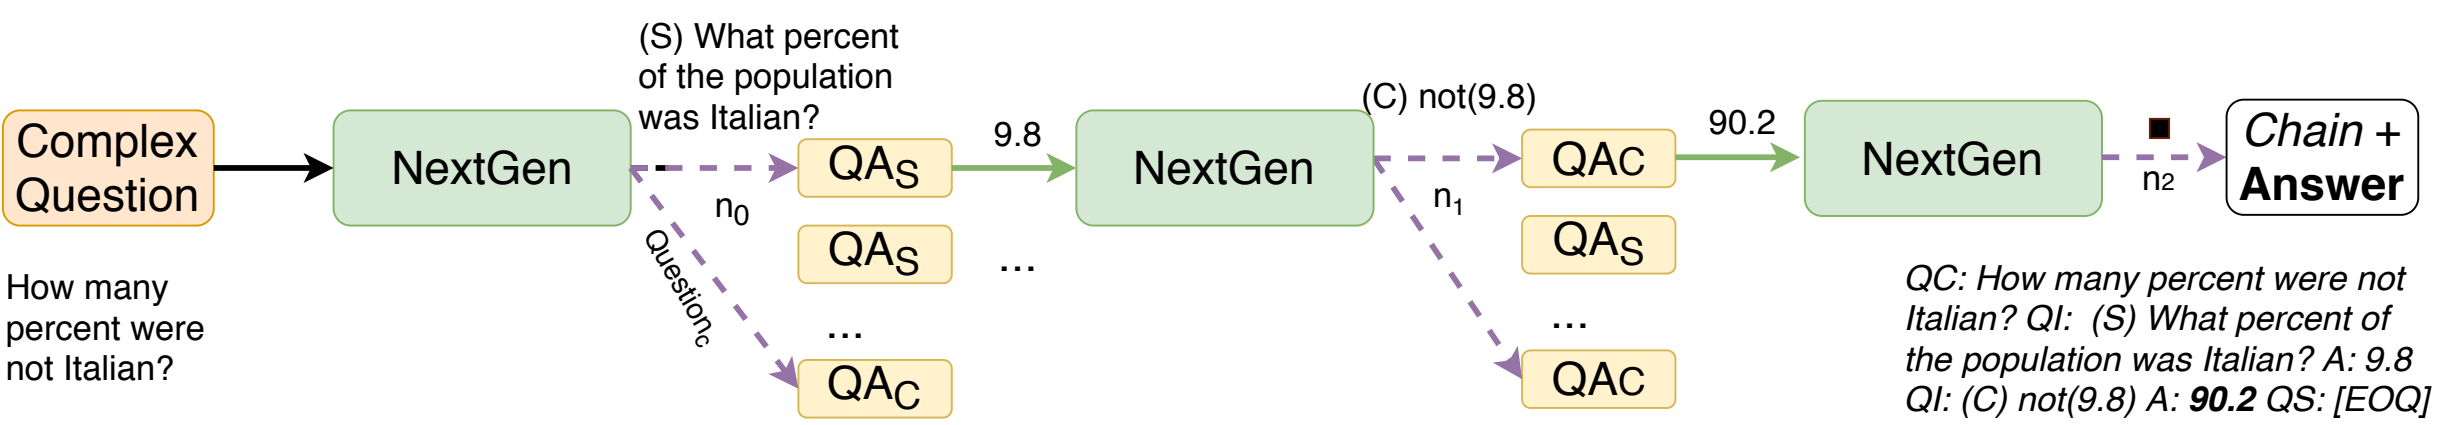 Complex
Question
How many
percent were
not Italian?
NextGen
(S) What percent
of the population
was Italian?
n0
Questionc
QAS
QAS
...
QAC
9.8
...
NextGen
(C) not(9.8)
n1
QAC
QAS
...
QAC
90.2
NextGen
n2
Chain +
Answer
QC: How many percent were not
Italian? QI: (S) What percent of
the population was Italian? A: 9.8
QI: (C) not(9.8) A: 90.2 QS: [EOQ]